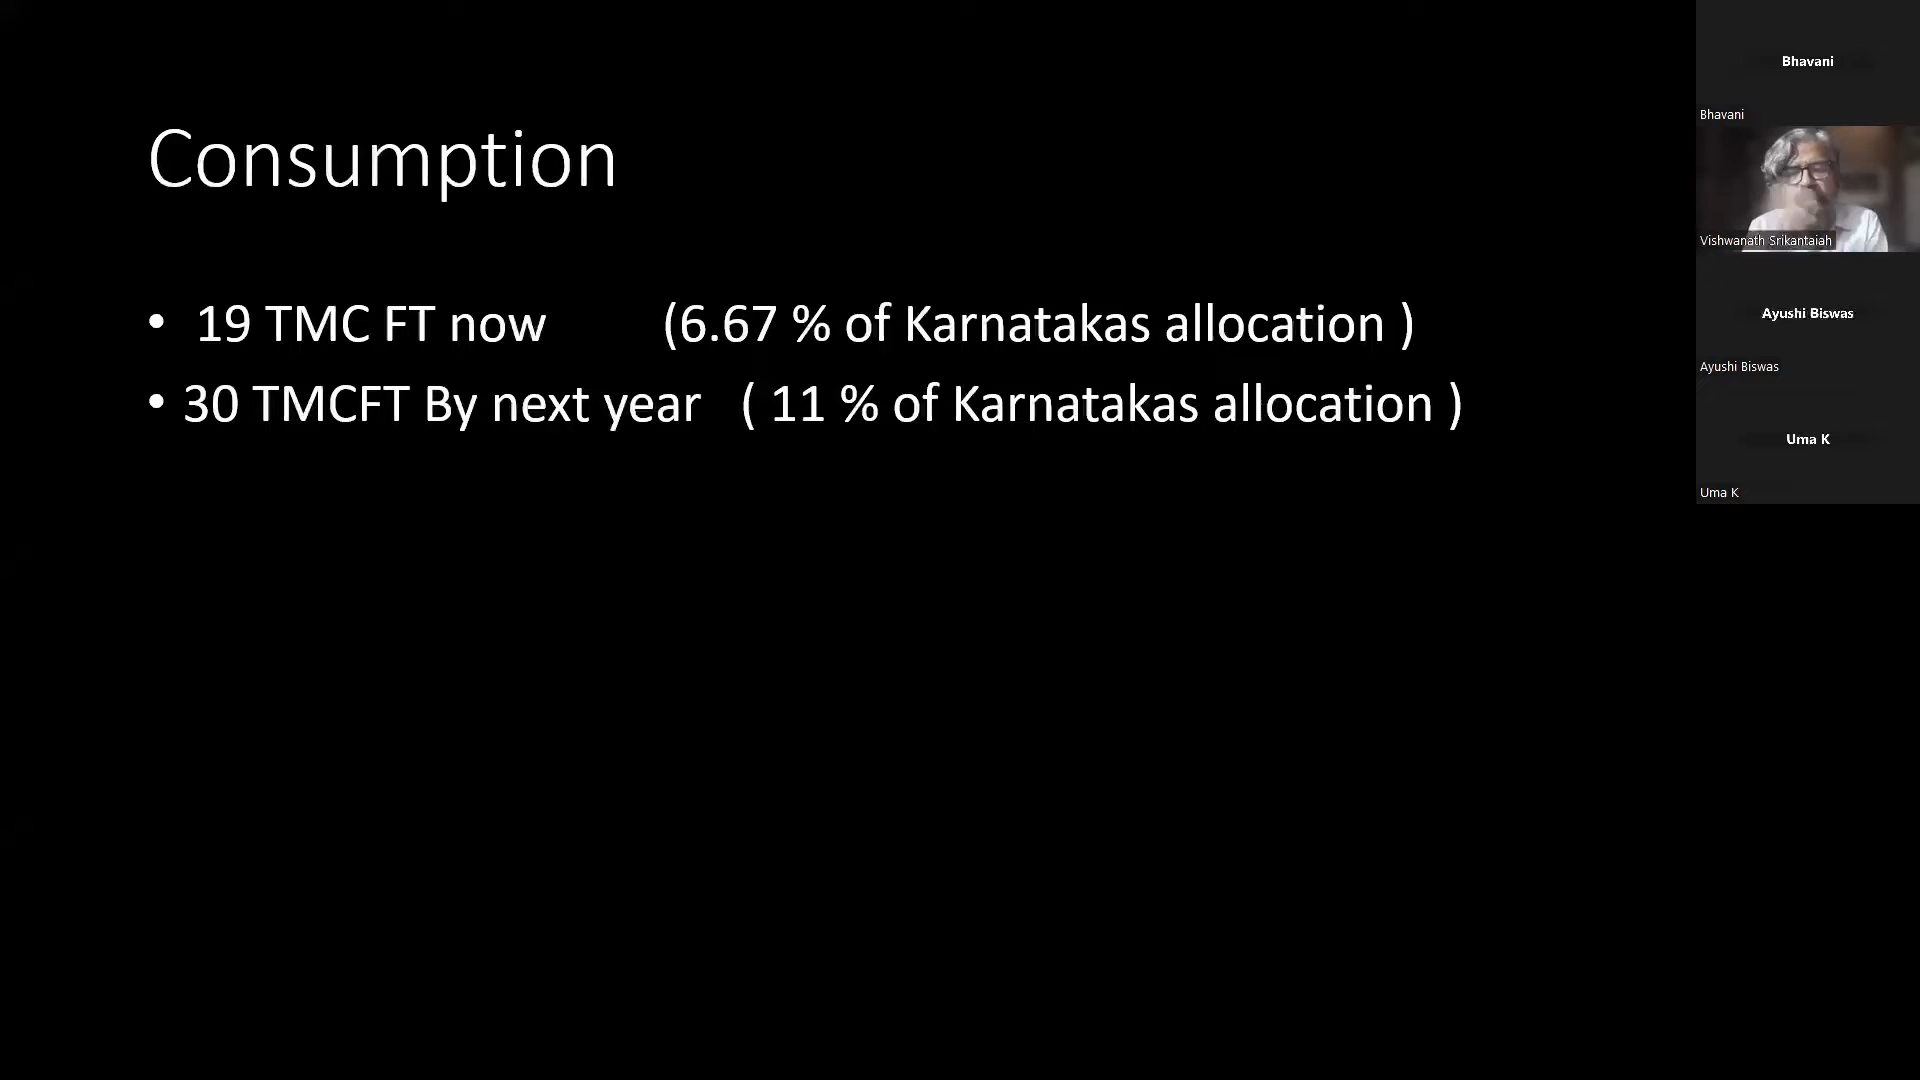 Consumption
• 19 TMC FT now (6.67 % of Karnatakas allocation )
• 30 TMCFT By next year ( 11 % of Karnatakas allocation )
Bhavani
Bhavani
Vishwanath Srikantaiah
Ayushi Biswas
Ayushi Biswas
Uma K
Uma K